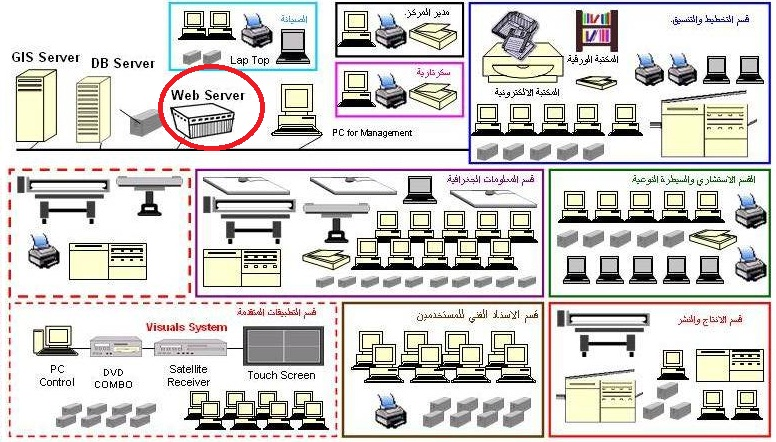 الصيانة
Lap Top
مدير المركز.
سكرتارية
قسم التخطيط والتنسيق.
المكتبة الورقية.
المكتبة الالكترونية
GIS Server
DB Server
Web Server
PC for Management
قسم المعلومات الجغرافية.
القسم الاستشاري والسيطرة النوعية.
قسم التطبيقات المتقدمة.
Visuals System
PC
Control
DVD
COMBO
Satellite
Receiver
Touch Screen
قسم الاسناد الفني للمستخدمين
قسم الانتاج والنشر